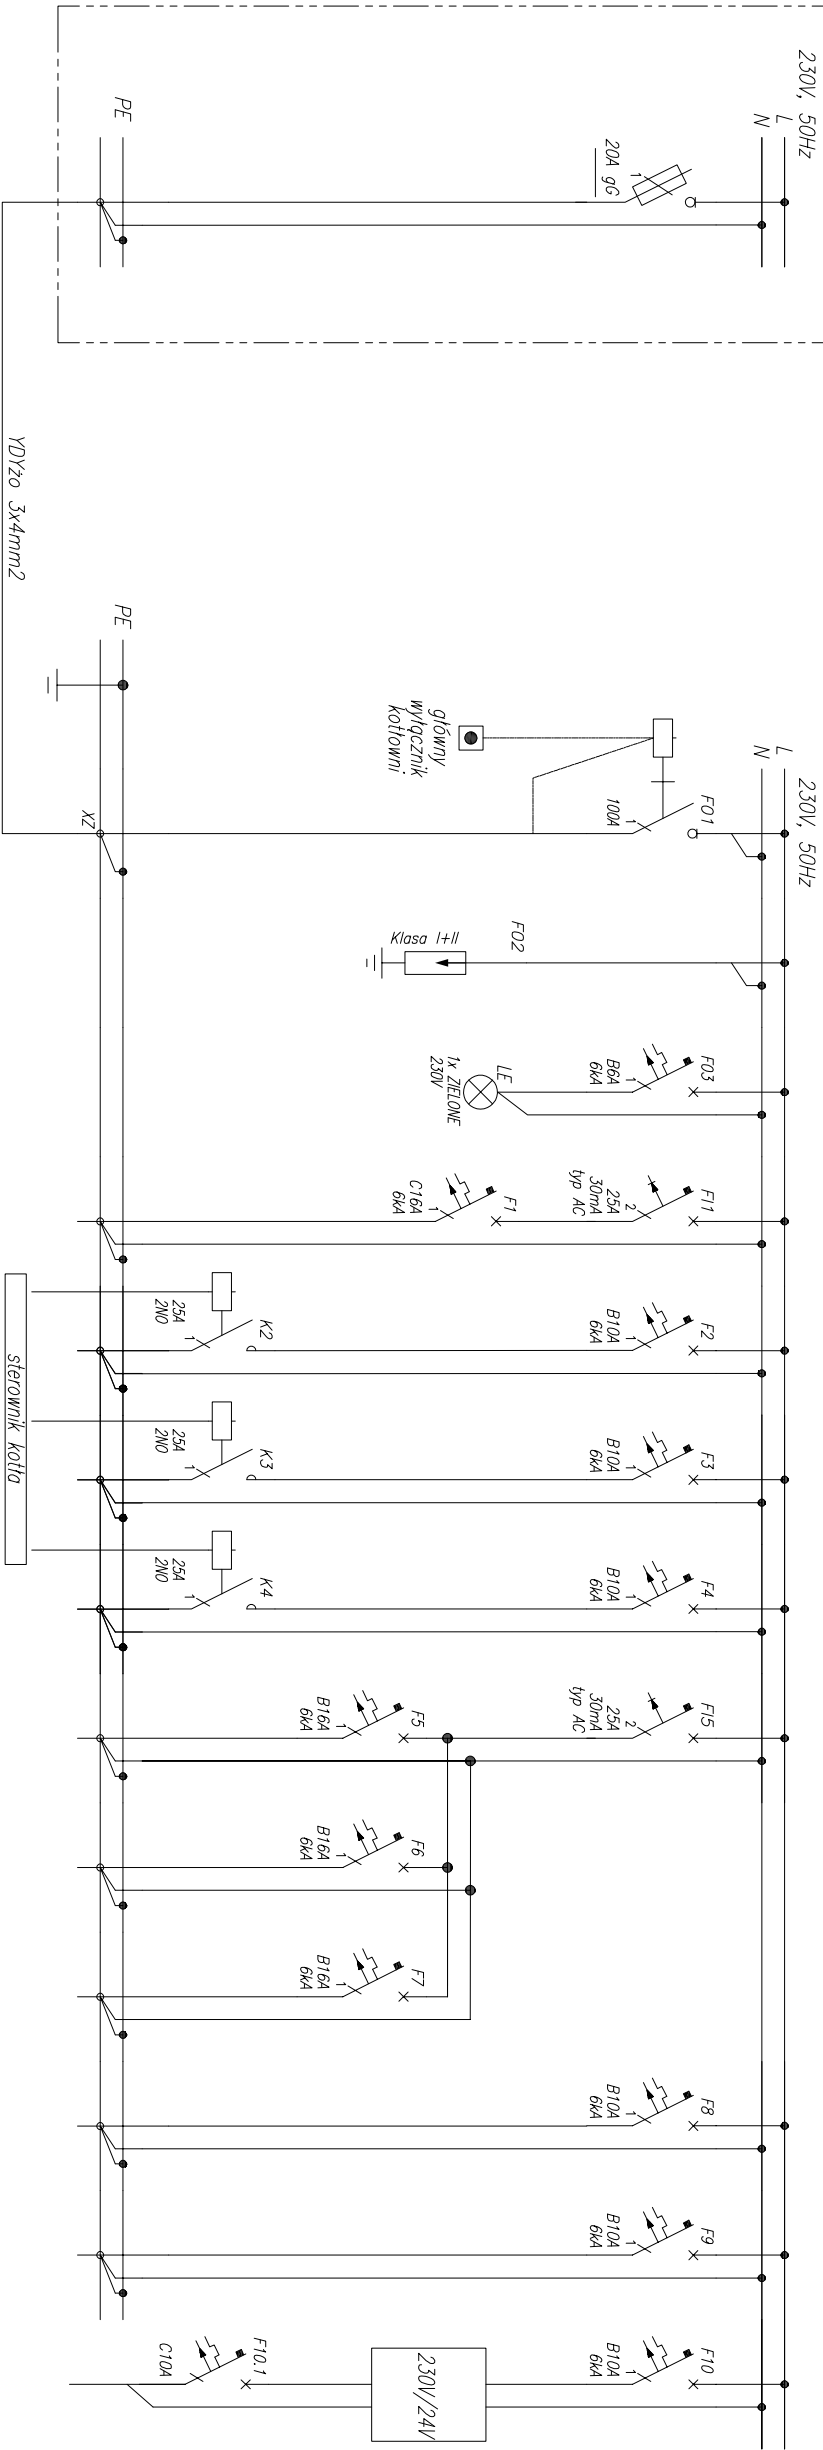 230V, 50Hz
L
N
20A gG
1
PE
YDYżo 3x4mm2
230V, 50Hz
L
N
PE
F01
100A
1
główny
wyłącznik
kotłowni
XZ
F02
Klasa I+II
F03
B6A
6kA
1
LE
1x ZIELONE
230V
FI1
25A
30mA
typ AC
2
F1
C16A
6kA
1
F2
B10A
6kA
1
K2
25A
2NO
1
F3
B10A
6kA
1
K3
25A
2NO
1
F4
B10A
6kA
1
K4
25A
2NO
1
sterownik kotła
FI5
25A
30mA
typ AC
2
F5
B16A
6kA
1
F6
B16A
6kA
1
F7
B16A
6kA
1
F8
B10A
6kA
1
F9
B10A
6kA
1
F10
B10A
6kA
1
230V/24V
F10.1
C10A